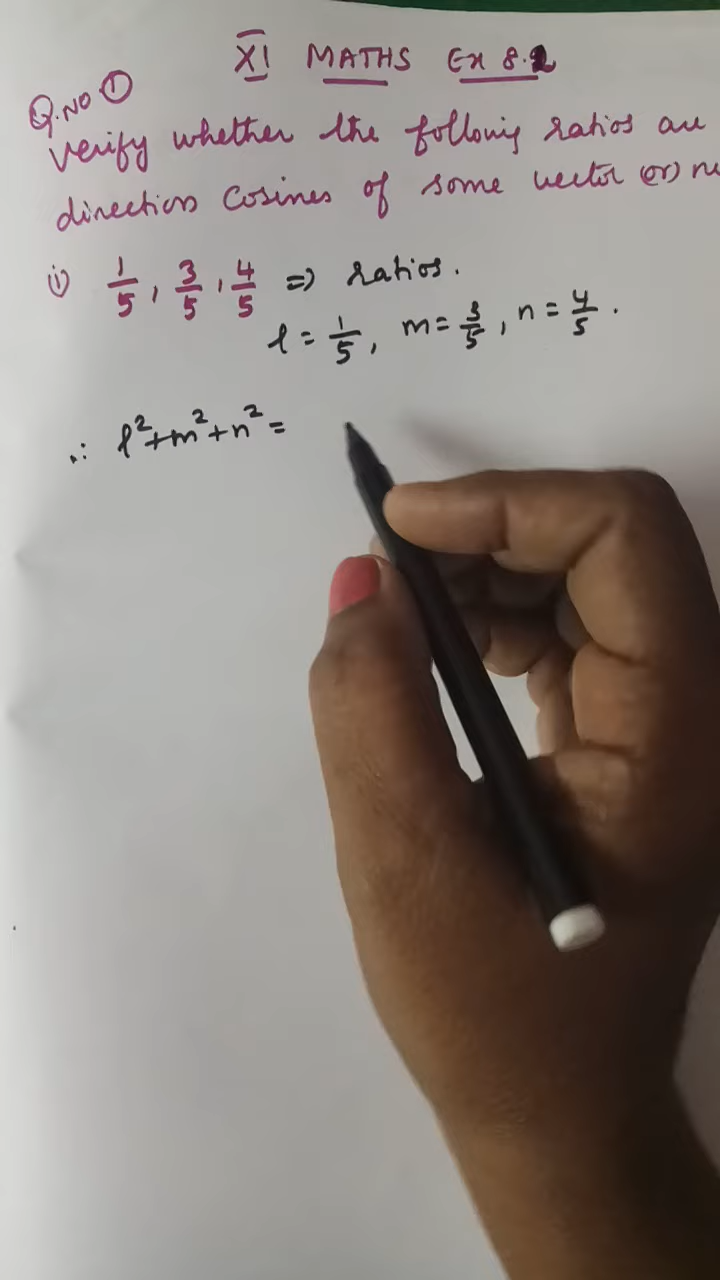 XI MATHS Ex 8.2
Q.No ①
Verify whether the following ratios are
direction cosines of some vector (or)
i) 1/5, 3/5, 4/5 => ratios.
l = 1/5, m = 3/5, n = 4/5.
∴ l²+m²+n² =